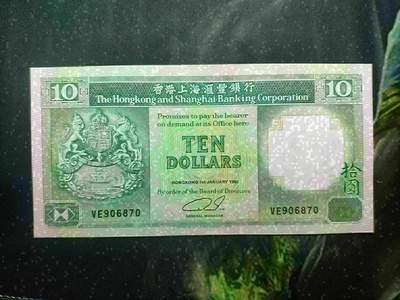 10
香港上海滙豐銀行
10
The Hongkong and Shanghai Banking Corporation
Promises to pay the bearer
on demand at its Office here
TEN
DOLLARS
拾圓
HONGKONG 1st JANUARY
By order of the Board of Directors
VE906870
GENERAL MANAGER
VE906870